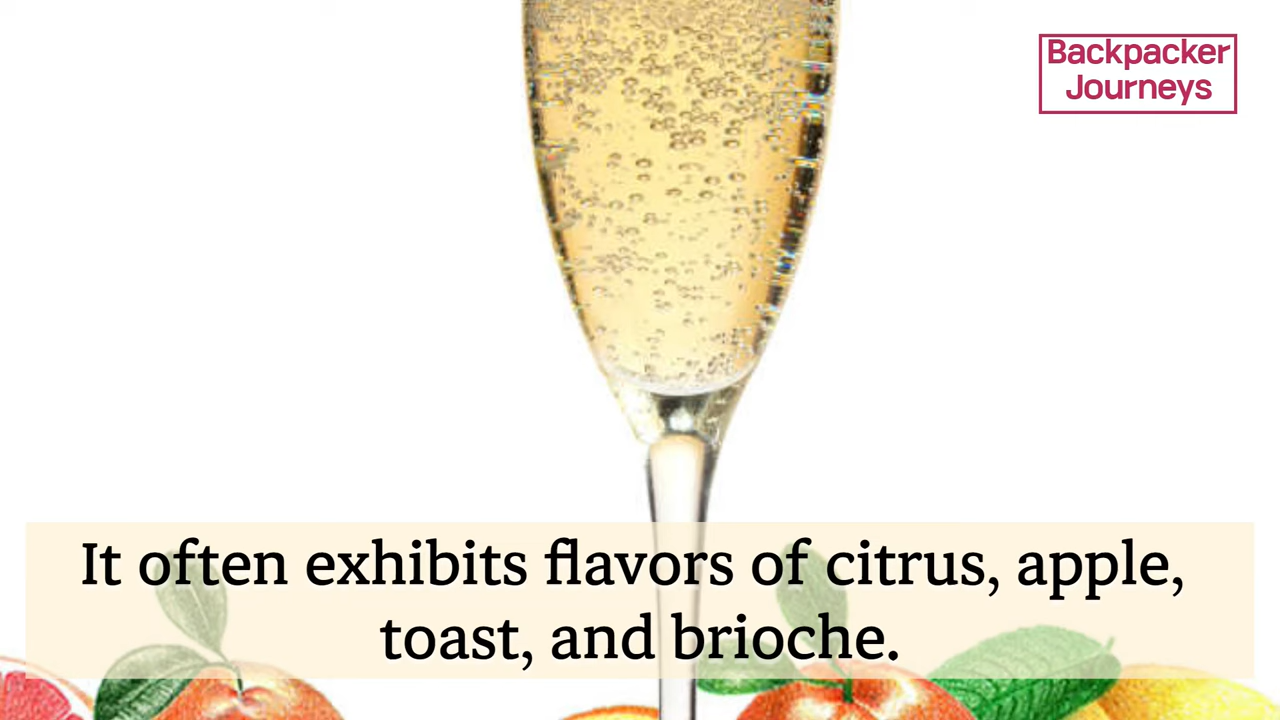 Backpacker
Journeys
It often exhibits flavors of citrus, apple,
toast, and brioche.